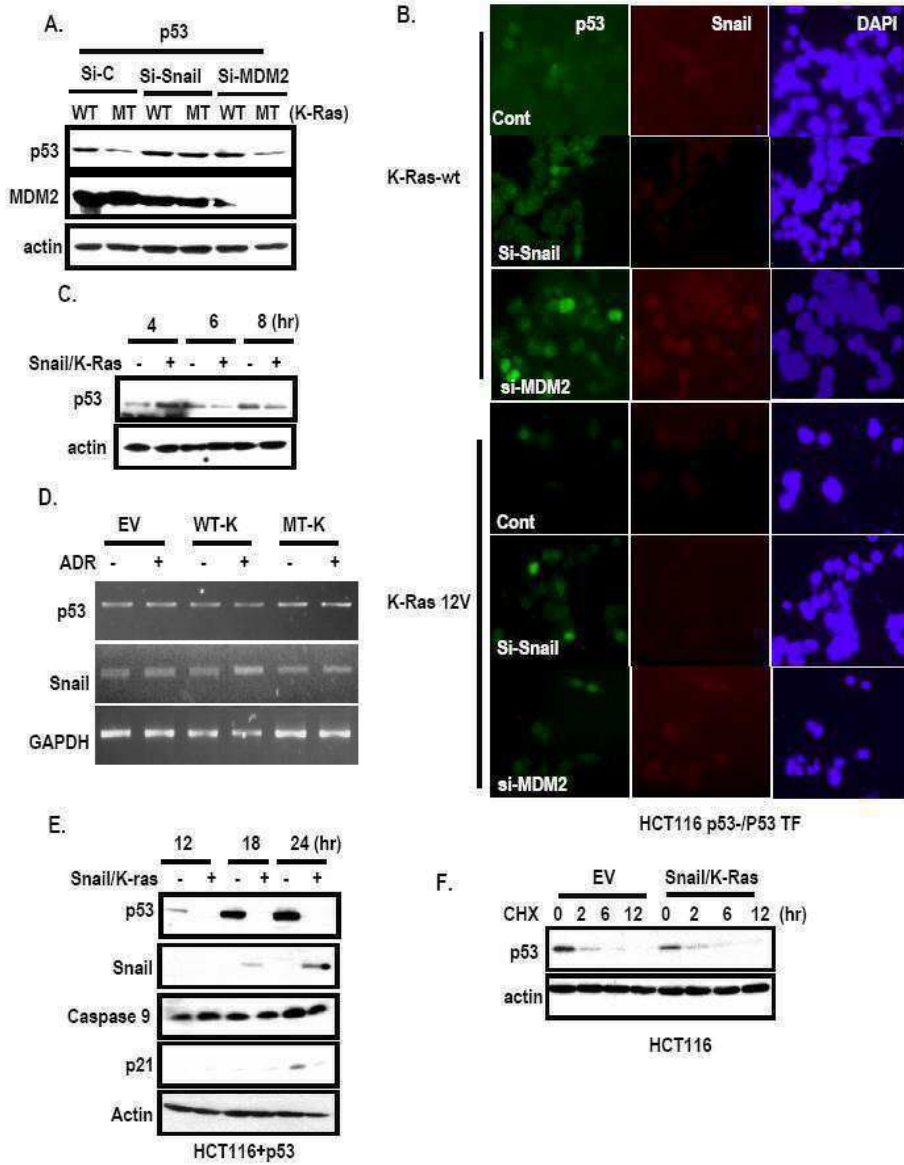 A.
p53
Si-C Si-Snail Si-MDM2
WT MT WT MT WT MT (K-Ras)
p53
MDM2
actin
B.
p53 Snail DAPI
K-Ras-wt
Cont
Si-Snail
si-MDM2
K-Ras 12V
Cont
Si-Snail
si-MDM2
HCT116 p53-/P53 TF
C.
4 6 8 (hr)
Snail/K-Ras - + - + - +
p53
actin
D.
EV WT-K MT-K
ADR - + - + - +
p53
Snail
GAPDH
E.
12 18 24 (hr)
Snail/K-ras - + - + - +
p53
Snail
Caspase 9
p21
Actin
HCT116+p53
F.
EV Snail/K-Ras
CHX 0 2 6 12 0 2 6 12 (hr)
p53
actin
HCT116